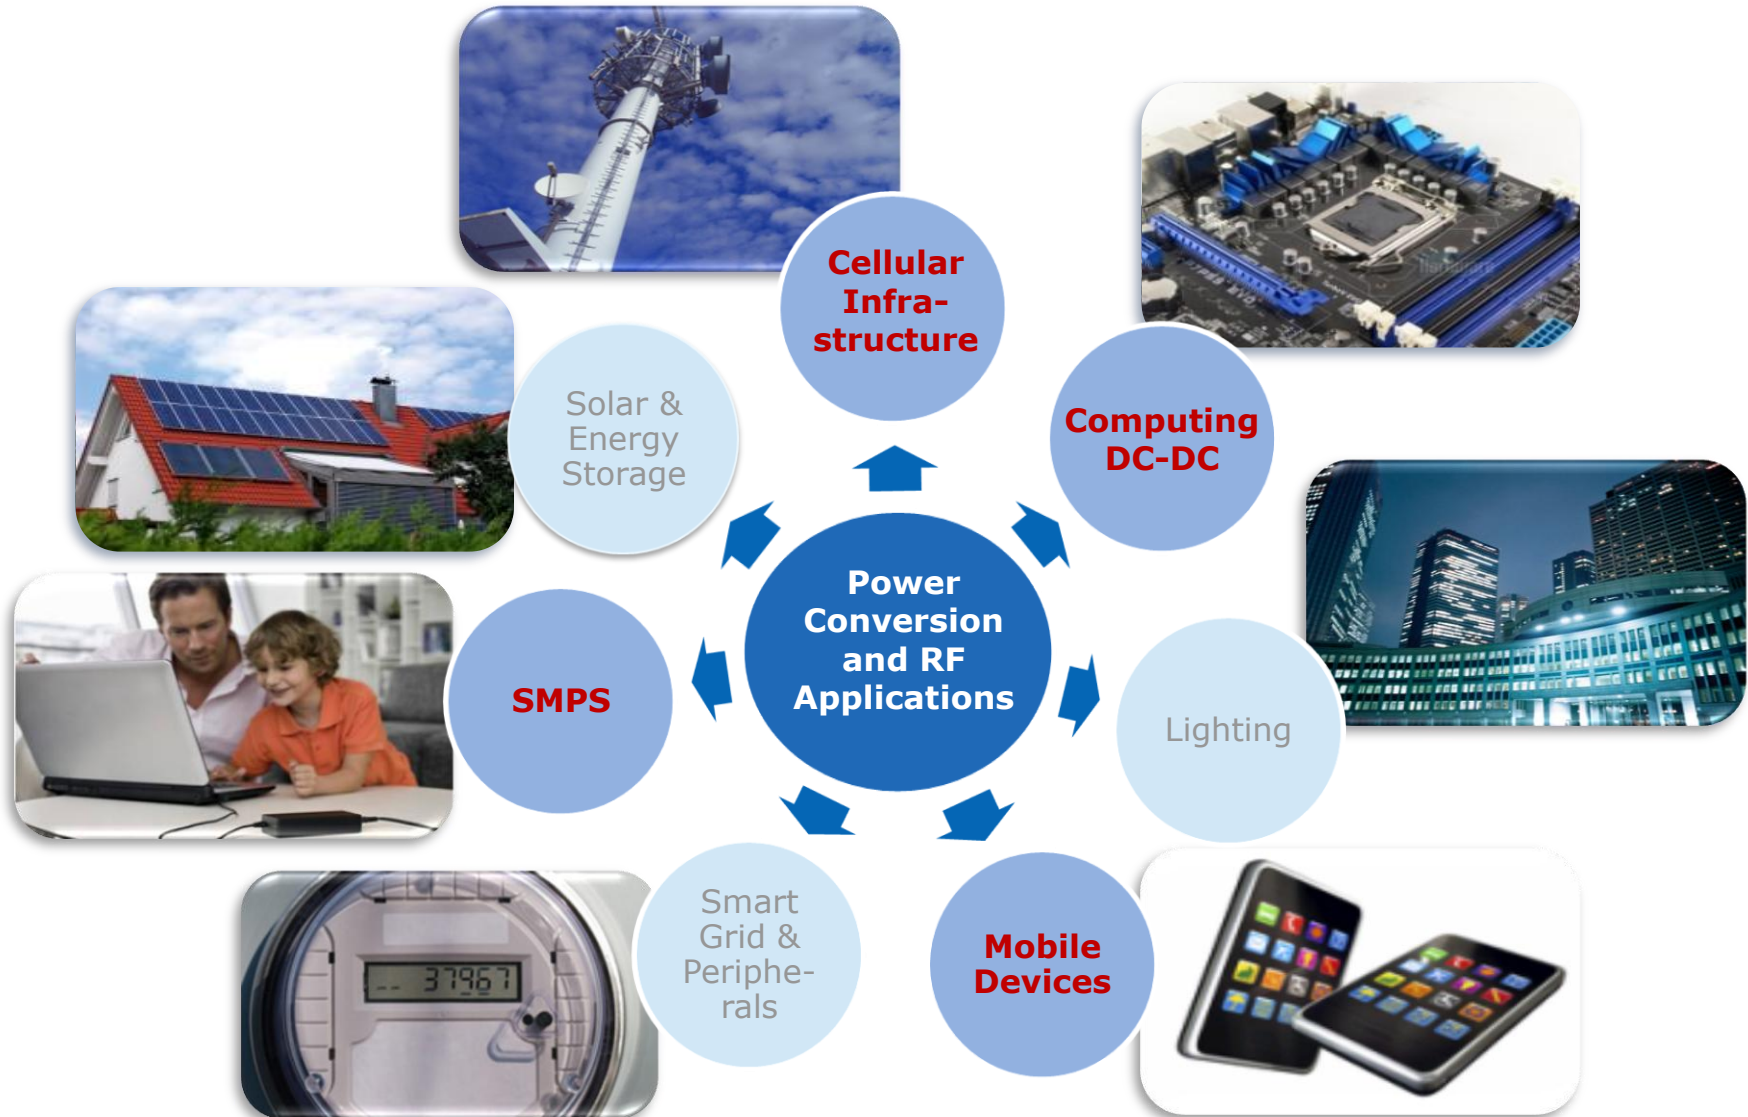 Cellular
Infra-
structure
Computing
DC-DC
Solar &
Energy
Storage
Power
Conversion
and RF
Applications
SMPS
Lighting
Smart
Grid &
Periphe-
rals
37967
Mobile
Devices